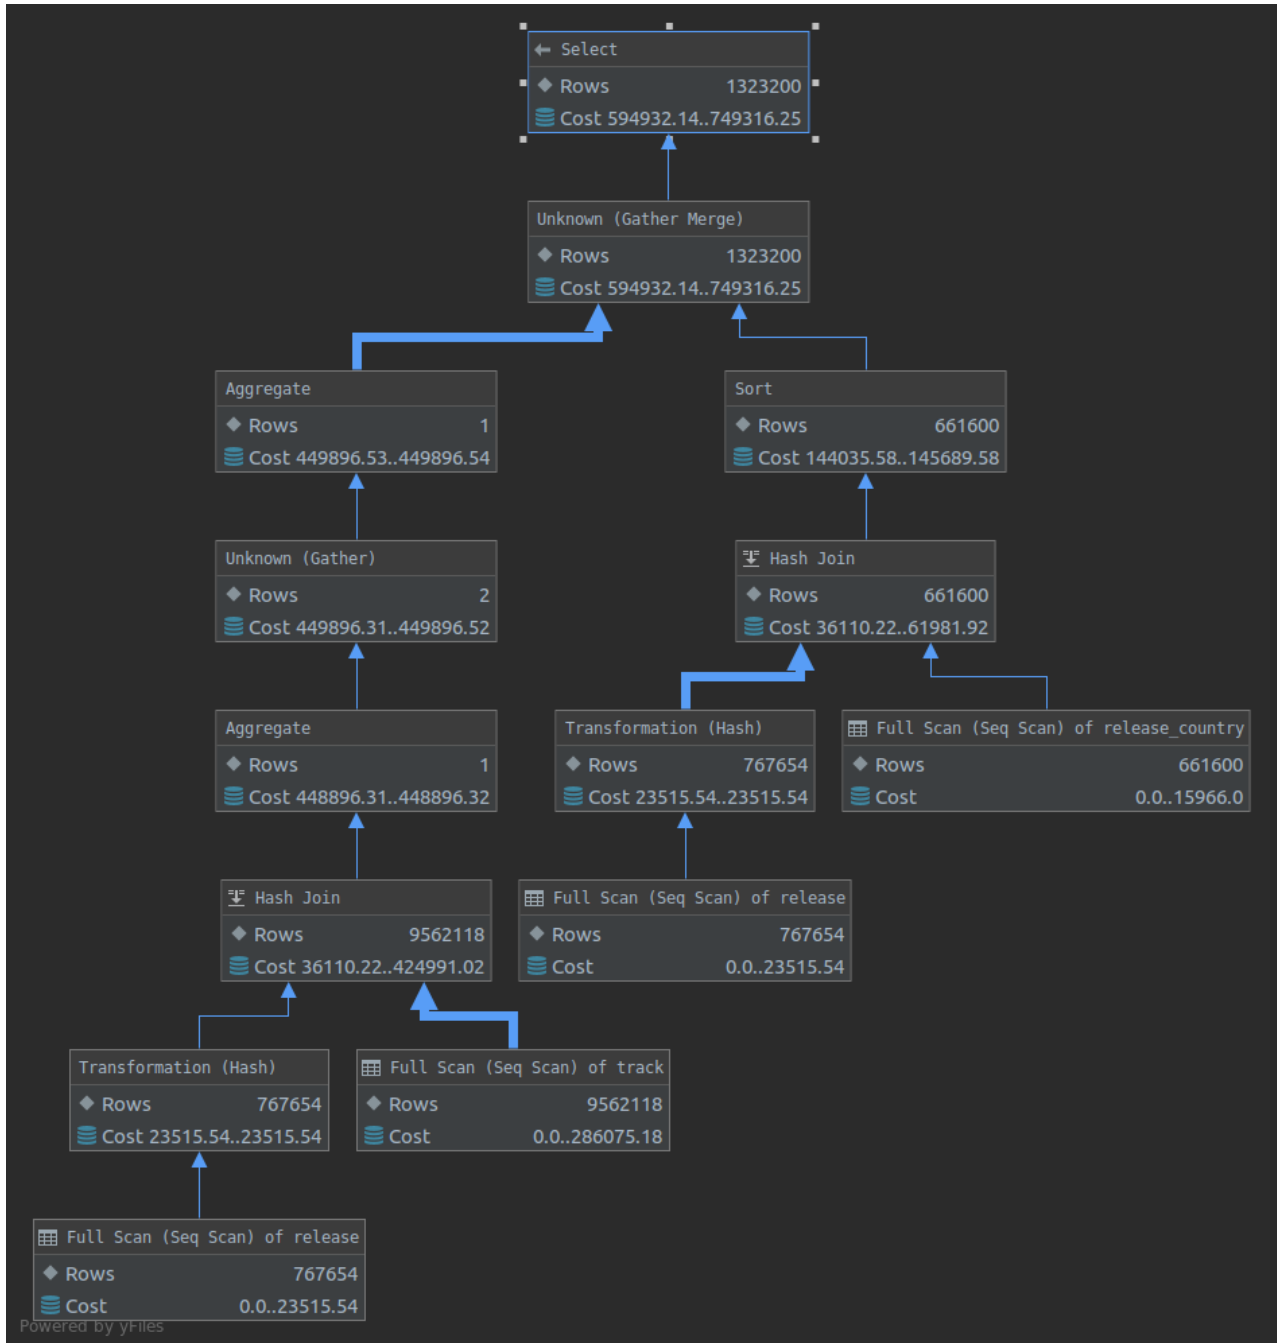 Select
Rows 1323200
Cost 594932.14..749316.25
Unknown (Gather Merge)
Rows 1323200
Cost 594932.14..749316.25
Aggregate
Rows 1
Cost 449896.53..449896.54
Sort
Rows 661600
Cost 144035.58..145689.58
Unknown (Gather)
Rows 2
Cost 449896.31..449896.52
Hash Join
Rows 661600
Cost 36110.22..61981.92
Aggregate
Rows 1
Cost 448896.31..448896.32
Transformation (Hash)
Rows 767654
Cost 23515.54..23515.54
Full Scan (Seq Scan) of release_country
Rows 661600
Cost 0.0..15966.0
Hash Join
Rows 9562118
Cost 36110.22..424991.02
Full Scan (Seq Scan) of release
Rows 767654
Cost 0.0..23515.54
Transformation (Hash)
Rows 767654
Cost 23515.54..23515.54
Full Scan (Seq Scan) of track
Rows 9562118
Cost 0.0..286075.18
Full Scan (Seq Scan) of release
Rows 767654
Cost 0.0..23515.54
Powered by yFiles